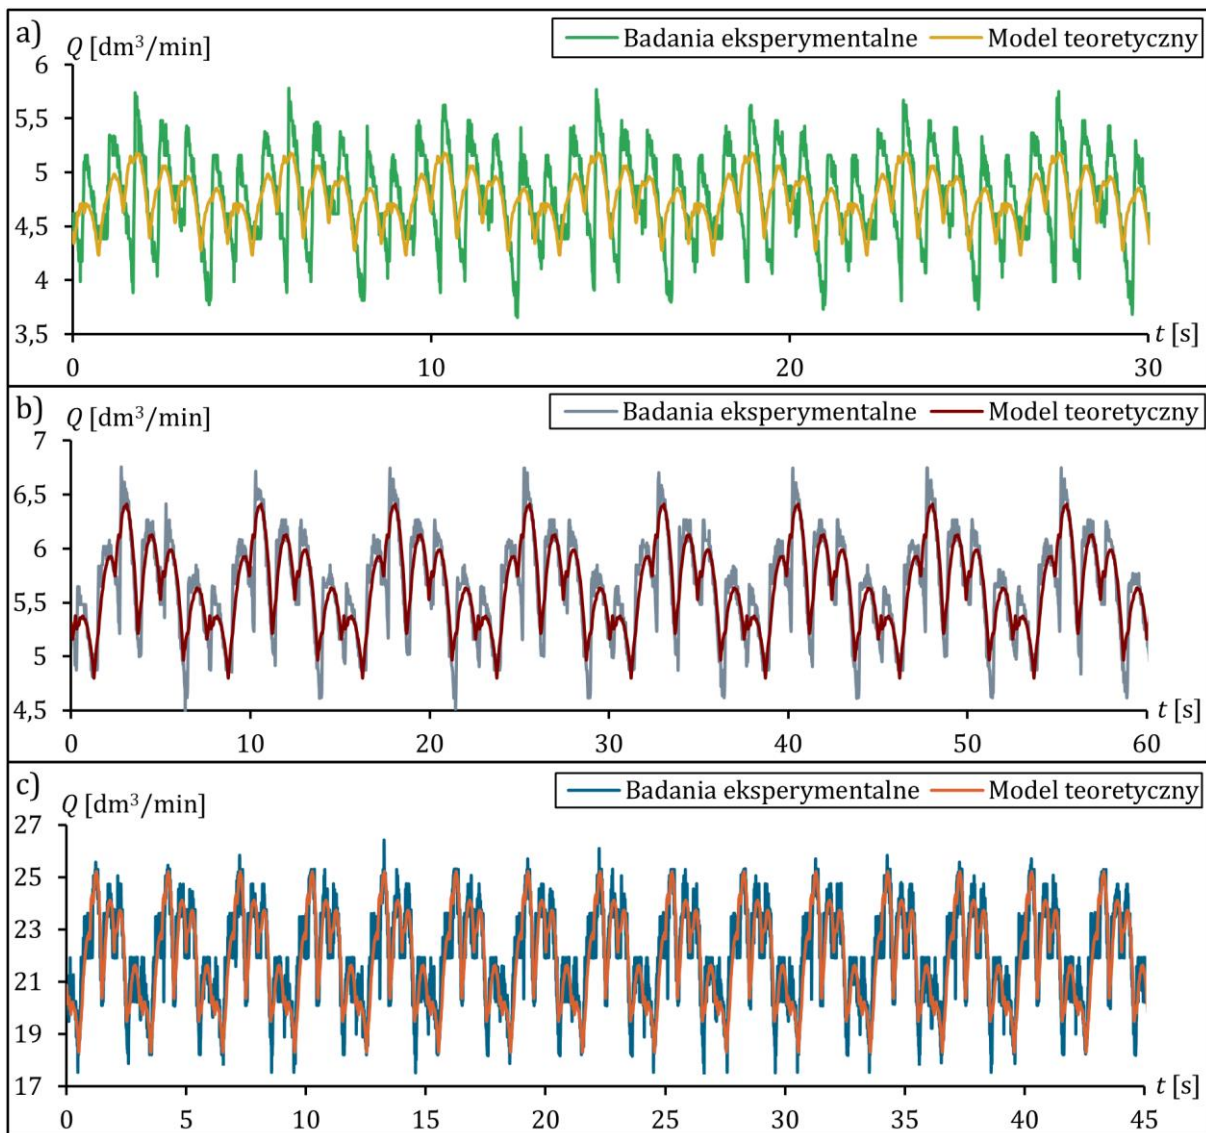 a)
Q [dm³/min]
Badania eksperymentalne
Model teoretyczny
6
5,5
5
4,5
4
3,5
t [s]
0 10 20 30
b)
Q [dm³/min]
Badania eksperymentalne
Model teoretyczny
7
6,5
6
5,5
5
4,5
t [s]
0 10 20 30 40 50 60
c)
Q [dm³/min]
Badania eksperymentalne
Model teoretyczny
27
25
23
21
19
17
t [s]
0 5 10 15 20 25 30 35 40 45